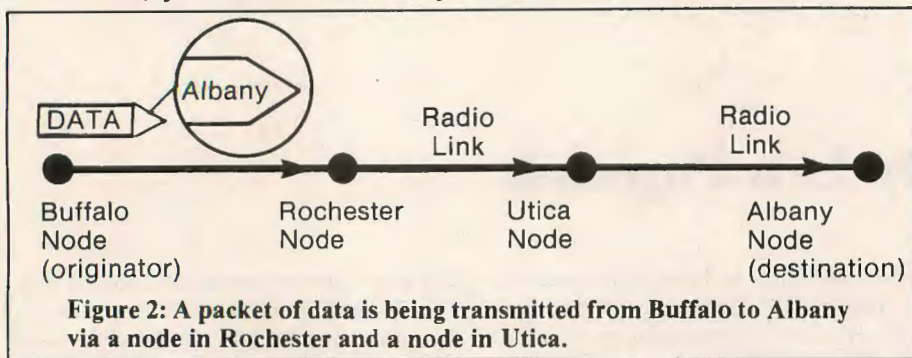 Albany
DATA
Radio
Link
Radio
Link
Buffalo
Node
(originator)
Rochester
Node
Utica
Node
Albany
Node
(destination)
Figure 2: A packet of data is being transmitted from Buffalo to Albany
via a node in Rochester and a node in Utica.